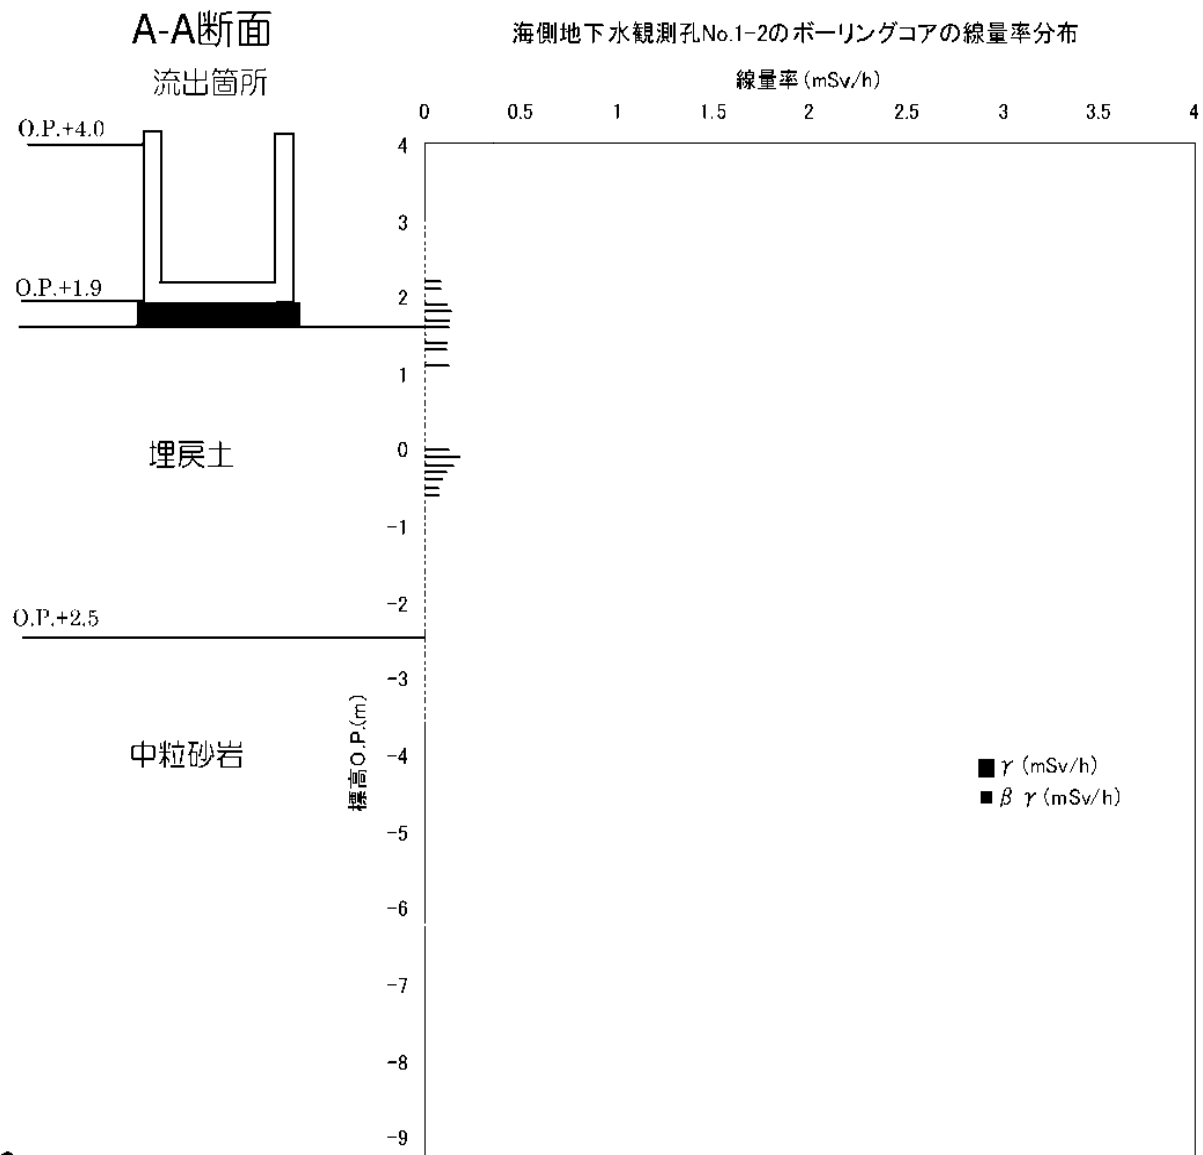 A-A断面
流出箇所
O.P.+4.0
O.P.+1.9
埋戻土
O.P.+2.5
中粒砂岩
海側地下水観測孔No.1-2のボーリングコアの線量率分布
線量率(mSv/h)
0 0.5 1 1.5 2 2.5 3 3.5 4
4
3
2
1
0
-1
-2
-3
-4
-5
-6
-7
-8
-9
標高O.P.(m)
γ (mSv/h)
β γ (mSv/h)